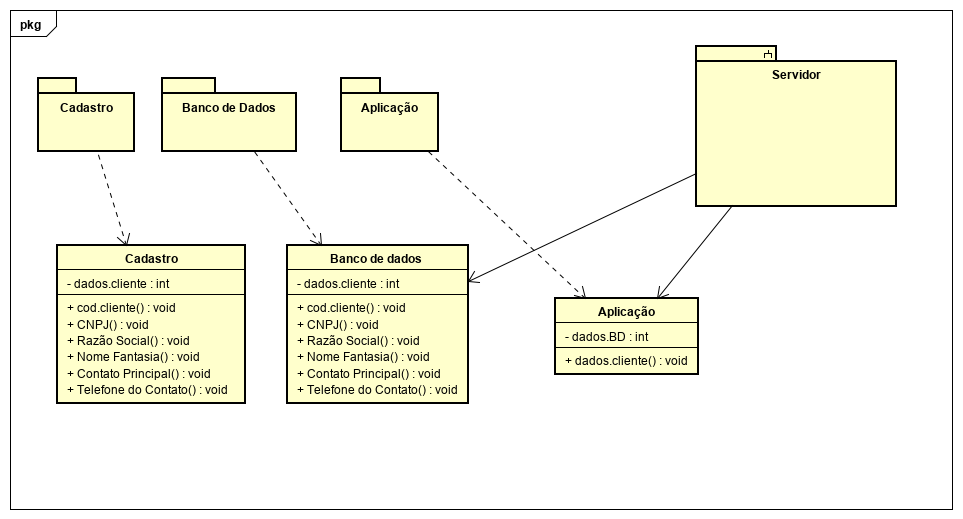 pkg
Cadastro
Banco de Dados
Aplicação
Servidor
Cadastro
- dados.cliente : int
+ cod.cliente() : void
+ CNPJ() : void
+ Razão Social() : void
+ Nome Fantasia() : void
+ Contato Principal() : void
+ Telefone do Contato() : void
Banco de dados
- dados.cliente : int
+ cod.cliente() : void
+ CNPJ() : void
+ Razão Social() : void
+ Nome Fantasia() : void
+ Contato Principal() : void
+ Telefone do Contato() : void
Aplicação
- dados.BD : int
+ dados.cliente() : void